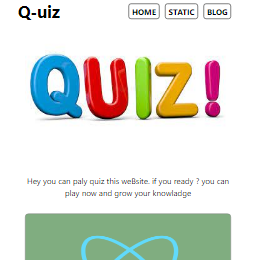 Q-uiz
HOME STATIC BLOG
QUIZ!
Hey you can paly quiz this weBsite. if you ready ? you can
play now and grow your knowladge